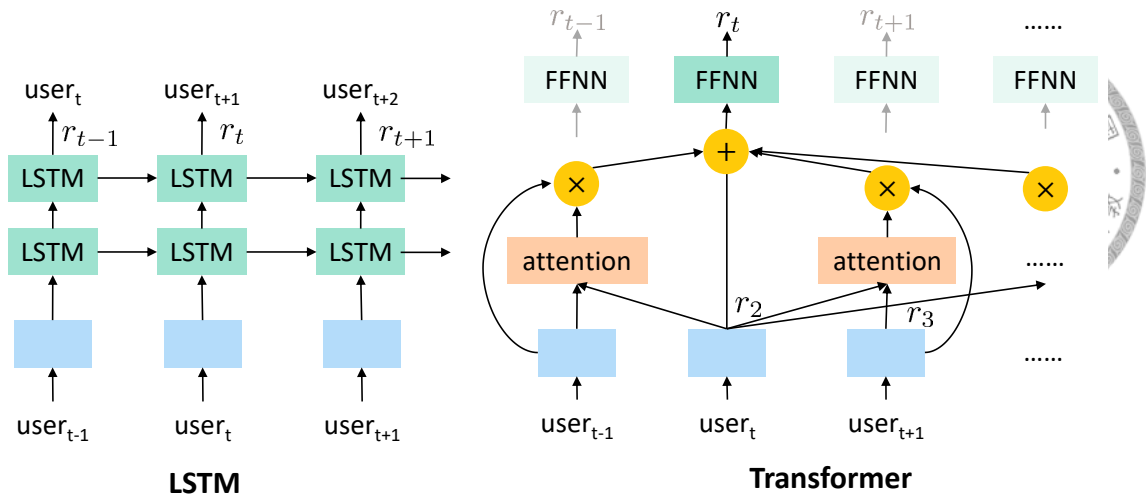 user_t user_{t+1} user_{t+2}
r_{t-1} r_t r_{t+1}
LSTM LSTM LSTM
LSTM LSTM LSTM
user_{t-1} user_t user_{t+1}
LSTM
r_{t-1} r_t r_{t+1} ......
FFNN FFNN FFNN FFNN
+
× × ×
attention attention ......
r_2 r_3
......
user_{t-1} user_t user_{t+1}
Transformer